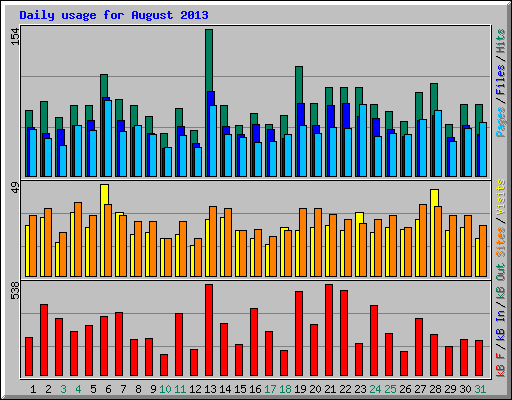 Daily usage for August 2013
154
Pages / Files / Hits
49
Sites / Visits
538
kB F / kB In / kB Out
1 2 3 4 5 6 7 8 9 10 11 12 13 14 15 16 17 18 19 20 21 22 23 24 25 26 27 28 29 30 31